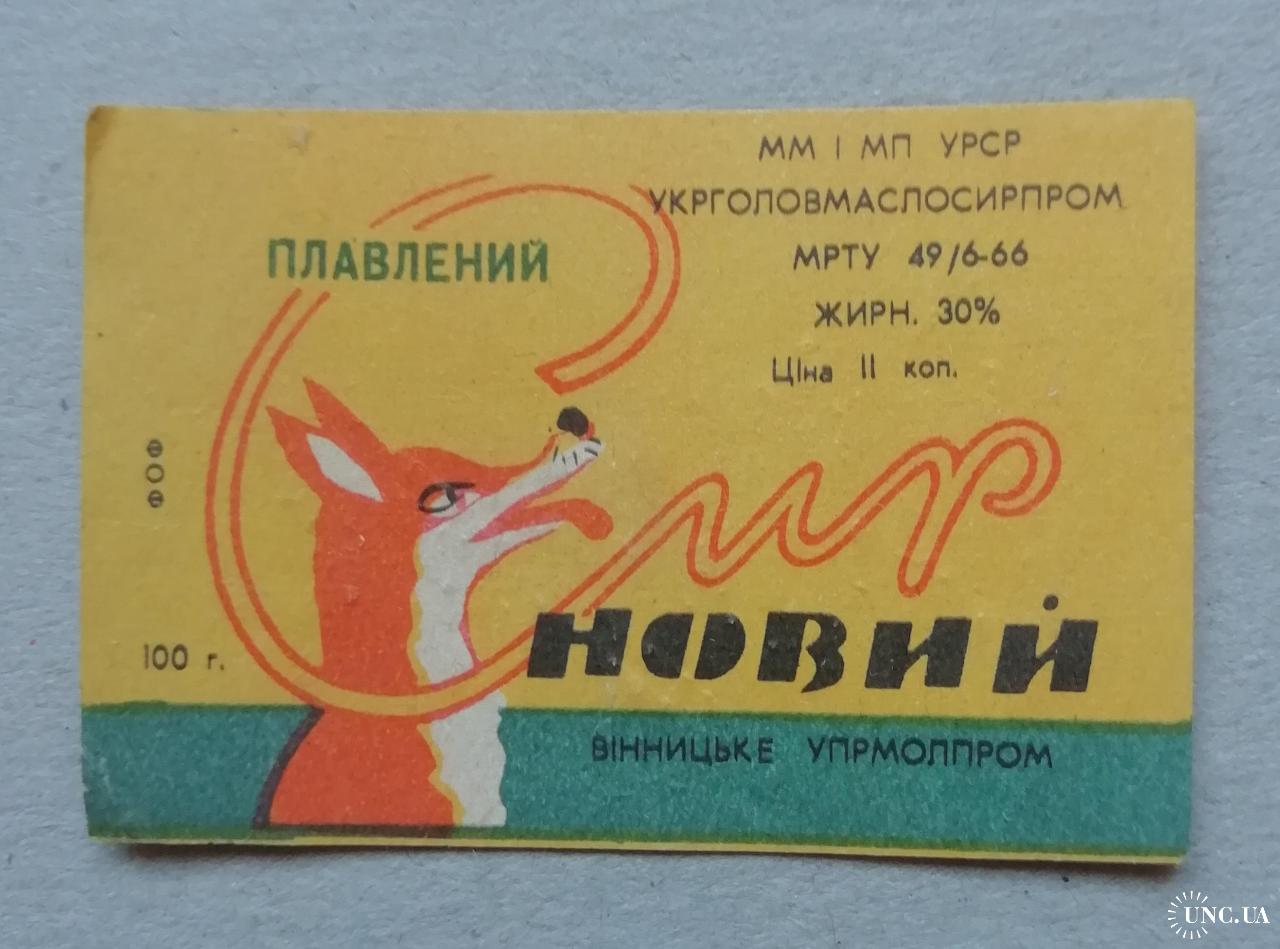 ММ І МП УРСР
УКРГОЛОВМАСЛОСИРПРОМ
МРТУ 49/6-66
ЖИРН. 30%
Ціна 11 коп.
ПЛАВЛЕНИЙ
Сир
НОВИЙ
100 г.
ВІННИЦЬКЕ УПРМОЛПРОМ
UNC.UA